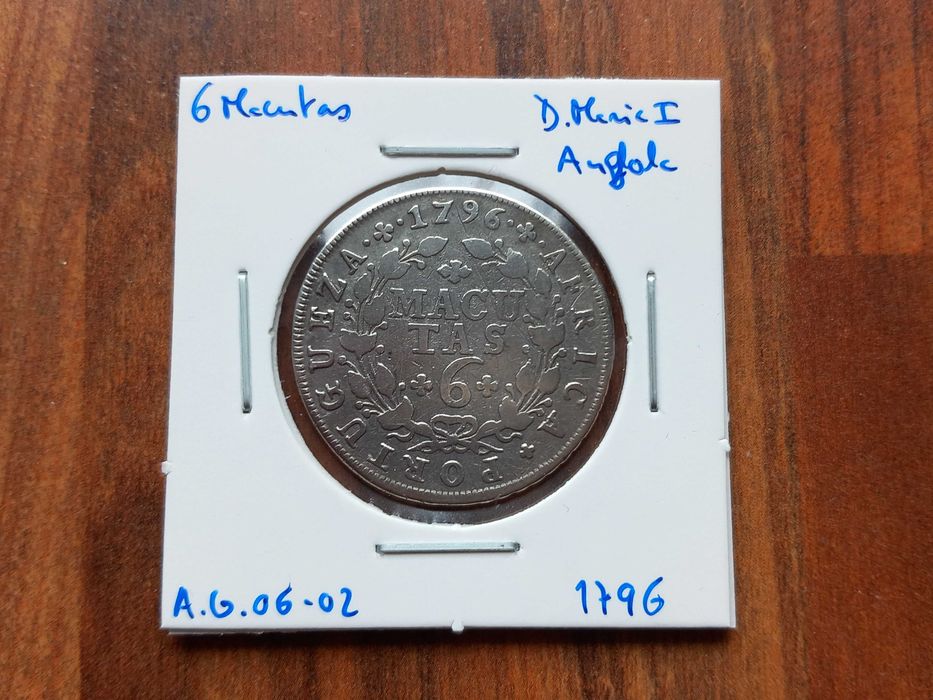 6 Macutas
D. Maria I
Angola
·1796· AFRICA PORTUGUEZA·
MACU
TAS
6
A.G.06-02
1796